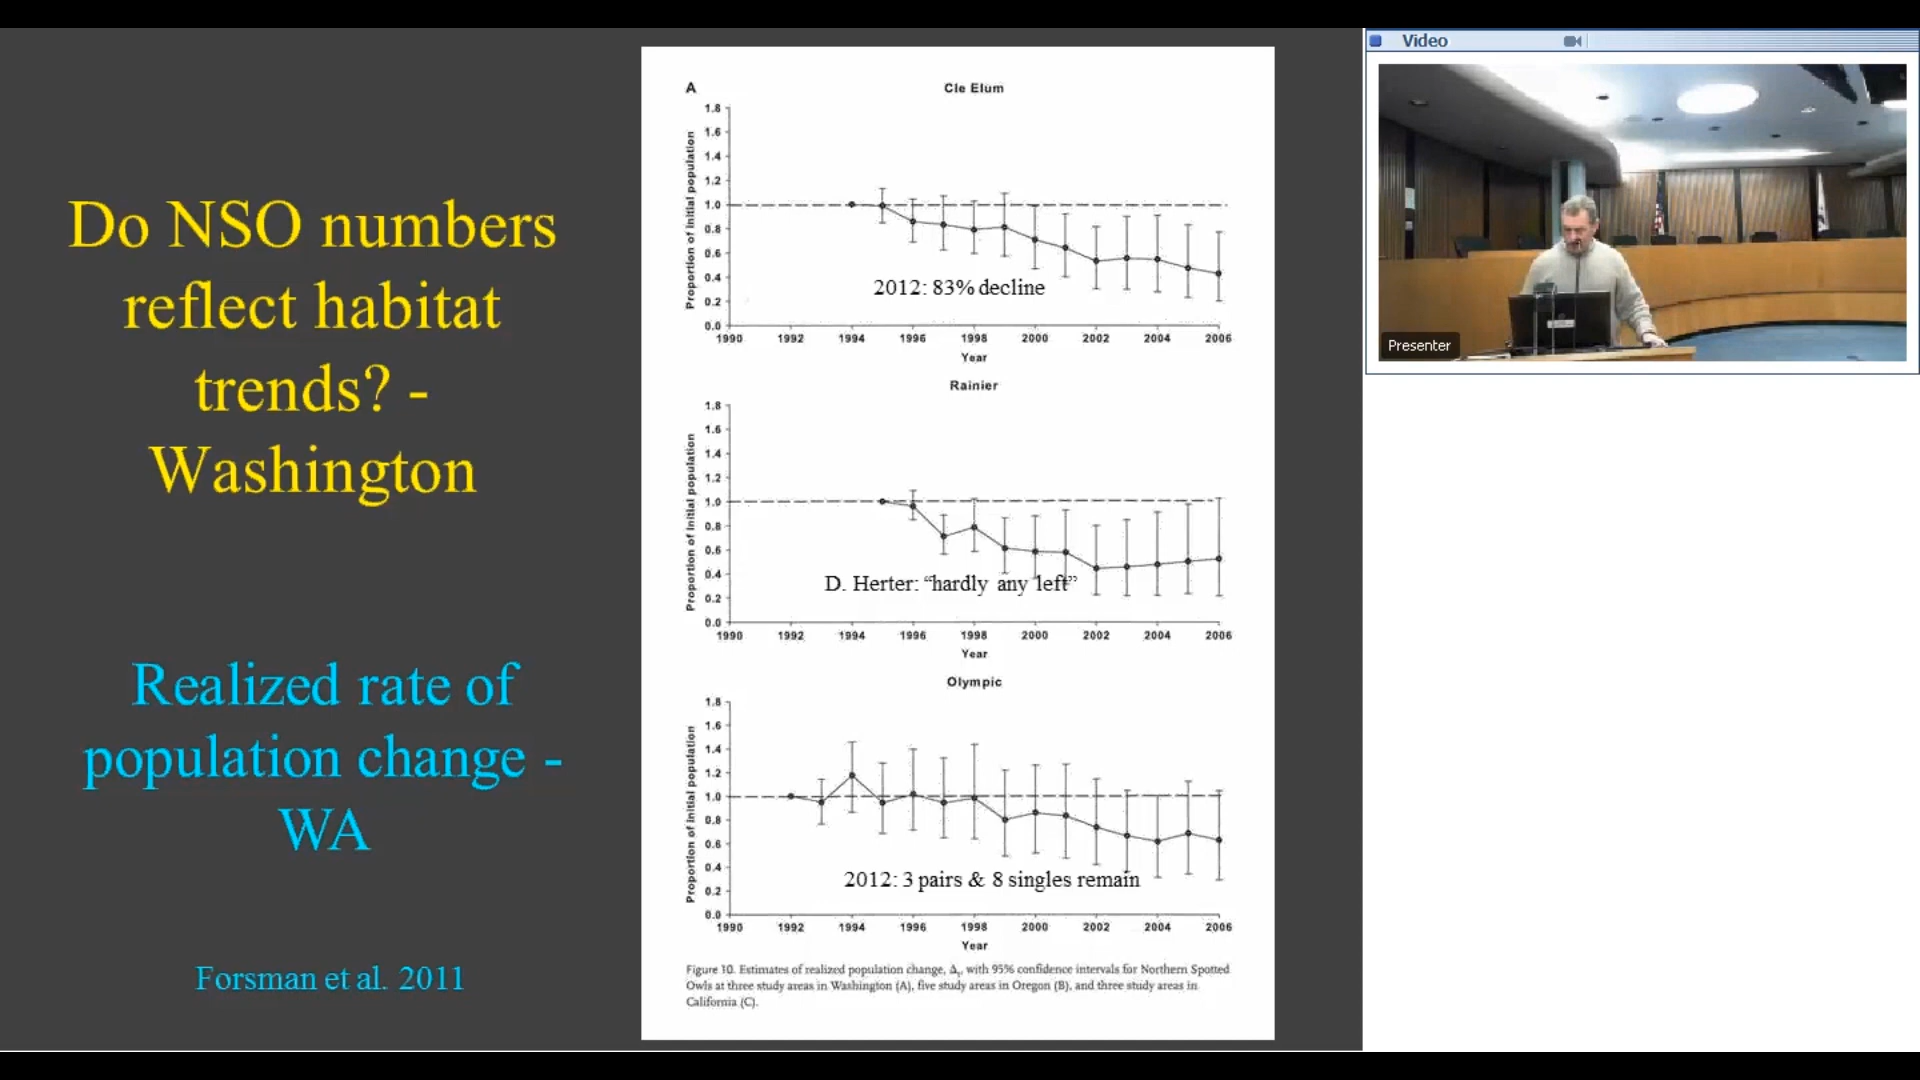 Do NSO numbers
reflect habitat
trends? -
Washington
Realized rate of
population change -
WA
Forsman et al. 2011
A
Cle Elum
Proportion of initial population
1.8
1.6
1.4
1.2
1.0
0.8
0.6
0.4
0.2
0.0
2012: 83% decline
1990 1992 1994 1996 1998 2000 2002 2004 2006
Year
Rainier
Proportion of initial population
1.8
1.6
1.4
1.2
1.0
0.8
0.6
0.4
0.2
0.0
D. Herter: “hardly any left”
1990 1992 1994 1996 1998 2000 2002 2004 2006
Year
Olympic
Proportion of initial population
1.8
1.6
1.4
1.2
1.0
0.8
0.6
0.4
0.2
0.0
2012: 3 pairs & 8 singles remain
1990 1992 1994 1996 1998 2000 2002 2004 2006
Year
Figure 10. Estimates of realized population change, Δt, with 95% confidence intervals for Northern Spotted
Owls at three study areas in Washington (A), five study areas in Oregon (B), and three study areas in
California (C).
Video
Presenter